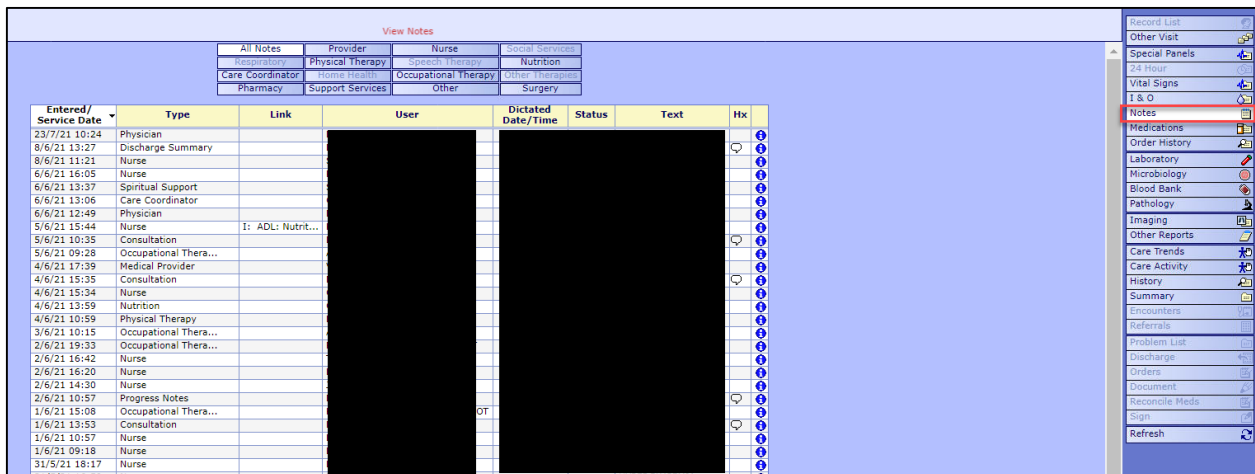 View Notes
All Notes Provider Nurse Social Services
Respiratory Physical Therapy Speech Therapy Nutrition
Care Coordinator Home Health Occupational Therapy Other Therapies
Pharmacy Support Services Other Surgery
Entered/ Service Date Type Link User Dictated Date/Time Status Text Hx
23/7/21 10:24 Physician
8/6/21 13:27 Discharge Summary
8/6/21 11:21 Nurse
6/6/21 16:05 Nurse
6/6/21 13:37 Spiritual Support
6/6/21 13:06 Care Coordinator
6/6/21 12:49 Physician
5/6/21 15:44 Nurse I: ADL: Nutrit...
5/6/21 10:35 Consultation
5/6/21 09:28 Occupational Thera...
4/6/21 17:39 Medical Provider
4/6/21 15:35 Consultation
4/6/21 15:34 Nurse
4/6/21 13:59 Nutrition
4/6/21 10:59 Physical Therapy
3/6/21 10:15 Occupational Thera...
2/6/21 19:33 Occupational Thera...
2/6/21 16:42 Nurse
2/6/21 16:20 Nurse
2/6/21 14:30 Nurse
2/6/21 10:57 Progress Notes
1/6/21 15:08 Occupational Thera... OT
1/6/21 13:53 Consultation
1/6/21 10:57 Nurse
1/6/21 09:18 Nurse
31/5/21 18:17 Nurse
Record List
Other Visit
Special Panels
24 Hour
Vital Signs
I & O
Notes
Medications
Order History
Laboratory
Microbiology
Blood Bank
Pathology
Imaging
Other Reports
Care Trends
Care Activity
History
Summary
Encounters
Referrals
Problem List
Discharge
Orders
Document
Reconcile Meds
Sign
Refresh